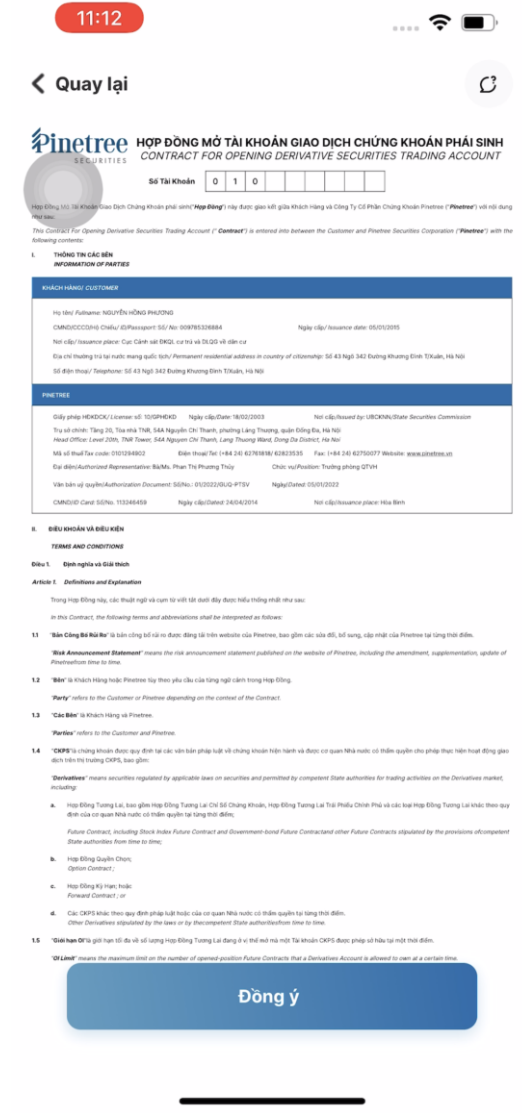 11:12
Quay lại
Pinetree
SECURITIES
HỢP ĐỒNG MỞ TÀI KHOẢN GIAO DỊCH CHỨNG KHOÁN PHÁI SINH
CONTRACT FOR OPENING DERIVATIVE SECURITIES TRADING ACCOUNT
Số Tài Khoản 0 1 0
Hợp Đồng Mở Tài Khoản Giao Dịch Chứng Khoán phái sinh("Hợp Đồng") này được giao kết giữa Khách Hàng và Công Ty Cổ Phần Chứng Khoán Pinetree ("Pinetree") với nội dung
như sau:
This Contract For Opening Derivative Securities Trading Account (" Contract") is entered into between the Customer and Pinetree Securities Corporation ("Pinetree") with the
following contents:
I. THÔNG TIN CÁC BÊN
INFORMATION OF PARTIES
KHÁCH HÀNG/ CUSTOMER
Họ tên/ Fullname: NGUYỄN HỒNG PHƯƠNG
CMND/CCCD/Hộ Chiếu/ ID/Passport: Số/ No: 009785326884 Ngày cấp/ Issuance date: 05/01/2015
Nơi cấp/ Issuance place: Cục Cảnh sát ĐKQL cư trú và DLQG về dân cư
Địa chỉ thường trú tại nước mang quốc tịch/ Permanent residential address in country of citizenship: Số 43 Ngõ 342 Đường Khương Đình T/Xuân, Hà Nội
Số điện thoại/ Telephone: Số 43 Ngõ 342 Đường Khương Đình T/Xuân, Hà Nội
PINETREE
Giấy phép HĐKDCK/ License: số: 10/GPHĐKD Ngày cấp/Date: 18/02/2003 Nơi cấp/Issued by: UBCKNN/State Securities Commission
Trụ sở chính: Tầng 20, Tòa nhà TNR, 54A Nguyễn Chí Thanh, phường Láng Thượng, quận Đống Đa, Hà Nội
Head Office: Level 20th, TNR Tower, 54A Nguyen Chi Thanh, Lang Thuong Ward, Dong Da District, Ha Noi
Mã số thuế/Tax code: 0101294902 Điện thoại/Tel: (+84 24) 62761818/ 62823535 Fax: (+84 24) 62750077 Website: www.pinetree.vn
Đại diện/Authorized Representative: Bà/Ms. Phan Thị Phương Thùy Chức vụ/Position: Trưởng phòng QTVH
Văn bản uỷ quyền/Authorization Document: Số/No.: 01/2022/GUQ-PTSV Ngày/Dated: 05/01/2022
CMND/ID Card: Số/No. 113246459 Ngày cấp/Dated: 24/04/2014 Nơi cấp/Issuance place: Hòa Bình
II. ĐIỀU KHOẢN VÀ ĐIỀU KIỆN
TERMS AND CONDITIONS
Điều 1. Định nghĩa và Giải thích
Article 1. Definitions and Explanation
Trong Hợp Đồng này, các thuật ngữ và cụm từ viết tắt dưới đây được hiểu thống nhất như sau:
In this Contract, the following terms and abbreviations shall be interpreted as follows:
1.1 "Bản Công Bố Rủi Ro" là bản công bố rủi ro được đăng tải trên website của Pinetree, bao gồm các sửa đổi, bổ sung, cập nhật của Pinetree tại từng thời điểm.
"Risk Announcement Statement" means the risk announcement statement published on the website of Pinetree, including the amendment, supplementation, update of
Pinetreefrom time to time.
1.2 "Bên" là Khách Hàng hoặc Pinetree tùy theo yêu cầu của từng ngữ cảnh trong Hợp Đồng.
"Party" refers to the Customer or Pinetree depending on the context of the Contract.
1.3 "Các Bên" là Khách Hàng và Pinetree.
"Parties" refers to the Customer and Pinetree.
1.4 "CKPS"là chứng khoán được quy định tại các văn bản pháp luật về chứng khoán hiện hành và được cơ quan Nhà nước có thẩm quyền cho phép thực hiện hoạt động giao
dịch trên thị trường CKPS, bao gồm:
"Derivatives" means securities regulated by applicable laws on securities and permitted by competent State authorities for trading activities on the Derivatives market,
including:
a. Hợp Đồng Tương Lai, bao gồm Hợp Đồng Tương Lai Chỉ Số Chứng Khoán, Hợp Đồng Tương Lai Trái Phiếu Chính Phủ và các loại Hợp Đồng Tương Lai khác theo quy
định của cơ quan Nhà nước có thẩm quyền tại từng thời điểm;
Future Contract, including Stock Index Future Contract and Government-bond Future Contractand other Future Contracts stipulated by the provisions ofcompetent
State authorities from time to time;
b. Hợp Đồng Quyền Chọn;
Option Contract ;
c. Hợp Đồng Kỳ Hạn; hoặc
Forward Contract ; or
d. Các CKPS khác theo quy định pháp luật hoặc của cơ quan Nhà nước có thẩm quyền tại từng thời điểm.
Other Derivatives stipulated by the laws or by thecompetent State authoritiesfrom time to time.
1.5 "Giới hạn OI"là giới hạn tối đa về số lượng Hợp Đồng Tương Lai đang ở vị thế mở mà một Tài khoản CKPS được phép sở hữu tại một thời điểm.
"OI Limit" means the maximum limit on the number of opened-position Future Contracts that a Derivatives Account is allowed to own at a certain time.
Đồng ý